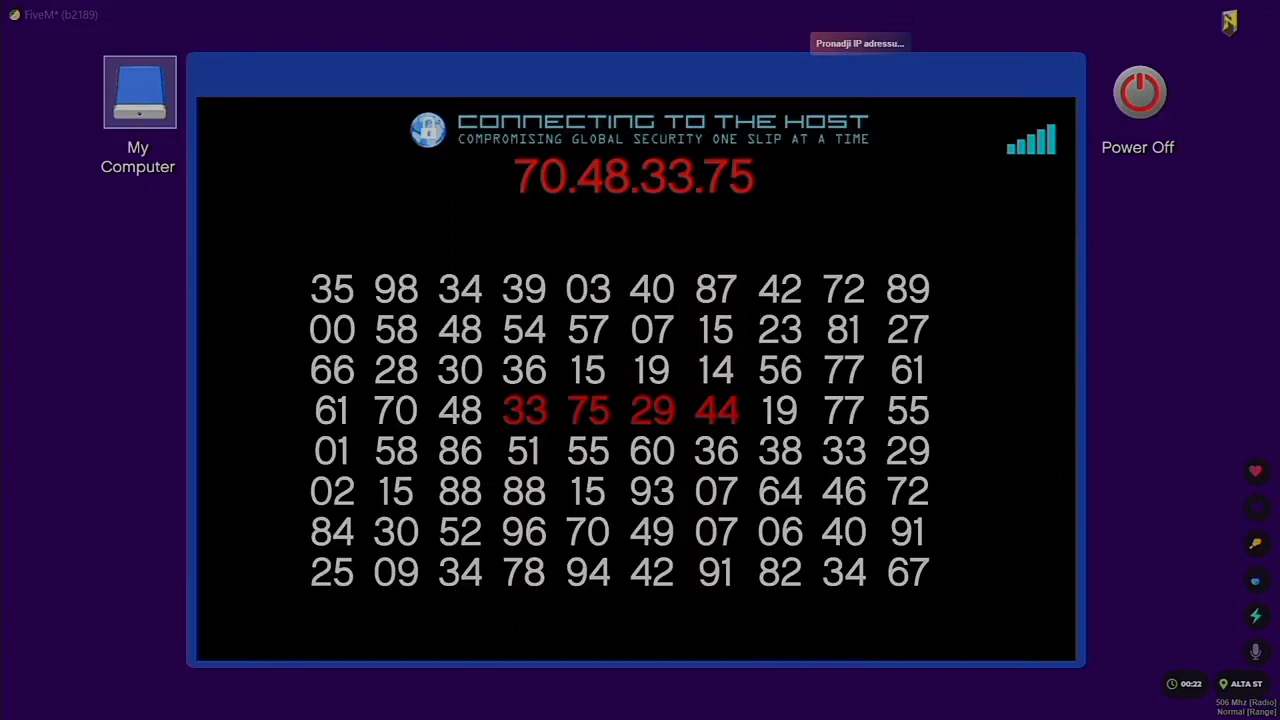 FiveM* (b2189)
Pronadji IP adressu...
My
Computer
Power Off
CONNECTING TO THE HOST
COMPROMISING GLOBAL SECURITY ONE SLIP AT A TIME
70.48.33.75
35 98 34 39 03 40 87 42 72 89
00 58 48 54 57 07 15 23 81 27
66 28 30 36 15 19 14 56 77 61
61 70 48 33 75 29 44 19 77 55
01 58 86 51 55 60 36 38 33 29
02 15 88 88 15 93 07 64 46 72
84 30 52 96 70 49 07 06 40 91
25 09 34 78 94 42 91 82 34 67
00:22
ALTA ST
506 Mhz [Radio]
Normal [Range]